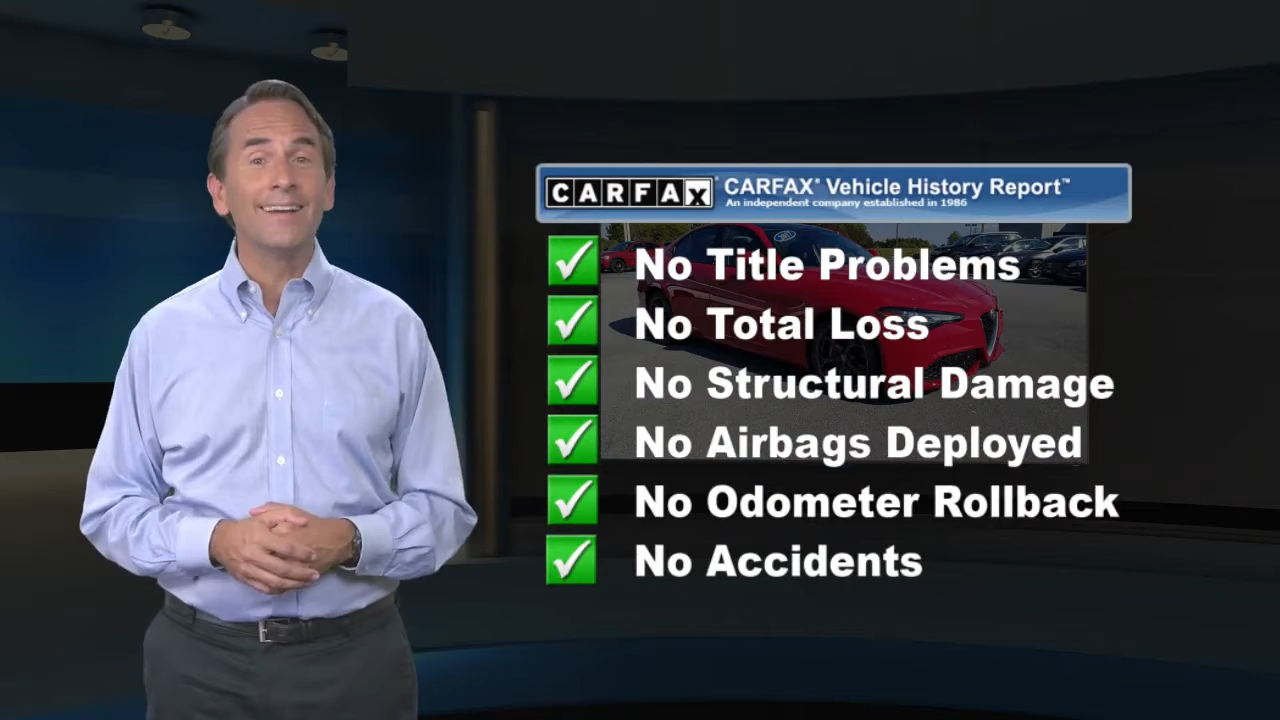 CARFAX® CARFAX® Vehicle History Report™
An independent company established in 1986
No Title Problems
No Total Loss
No Structural Damage
No Airbags Deployed
No Odometer Rollback
No Accidents